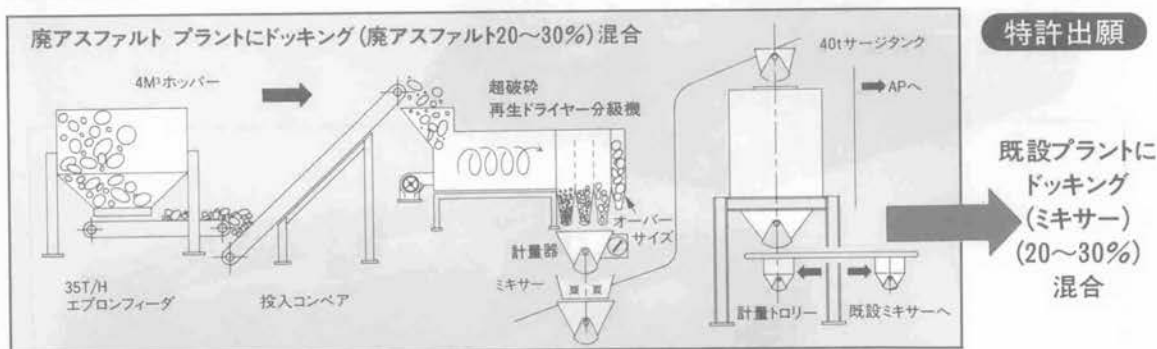 廃アスファルト プラントにドッキング(廃アスファルト20〜30%)混合
特許出願
4M³ホッパー
超破砕
再生ドライヤー分級機
40tサージタンク
APへ
既設プラントに
ドッキング
(ミキサー)
(20〜30%)
混合
オーバー
サイズ
計量器
ミキサー
35T/H
エプロンフィーダ
投入コンベア
計量トロリー
既設ミキサーへ